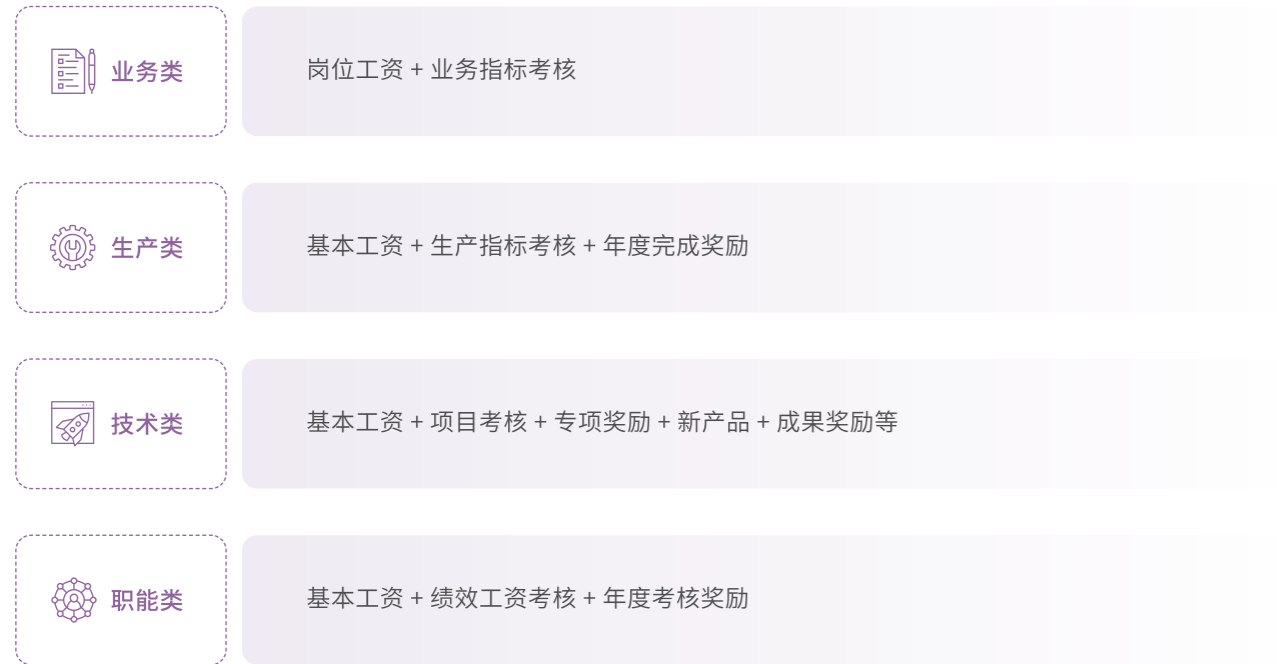 业务类
岗位工资 + 业务指标考核
生产类
基本工资 + 生产指标考核 + 年度完成奖励
技术类
基本工资 + 项目考核 + 专项奖励 + 新产品 + 成果奖励等
职能类
基本工资 + 绩效工资考核 + 年度考核奖励